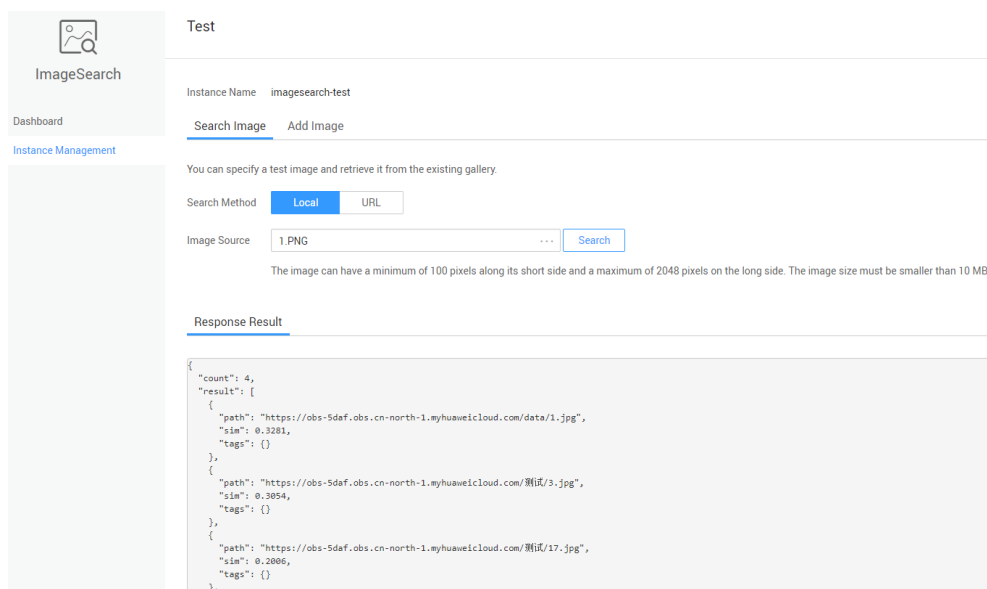 Test
ImageSearch
Instance Name imagesearch-test
Dashboard
Search Image Add Image
Instance Management
You can specify a test image and retrieve it from the existing gallery.
Search Method Local URL
Image Source 1.PNG ... Search
The image can have a minimum of 100 pixels along its short side and a maximum of 2048 pixels on the long side. The image size must be smaller than 10 MB
Response Result
{
"count": 4,
"result": [
{
"path": "https://obs-5daf.obs.cn-north-1.myhuaweicloud.com/data/1.jpg",
"sim": 0.3281,
"tags": {}
},
{
"path": "https://obs-5daf.obs.cn-north-1.myhuaweicloud.com/测试/3.jpg",
"sim": 0.3054,
"tags": {}
},
{
"path": "https://obs-5daf.obs.cn-north-1.myhuaweicloud.com/测试/17.jpg",
"sim": 0.2006,
"tags": {}
},